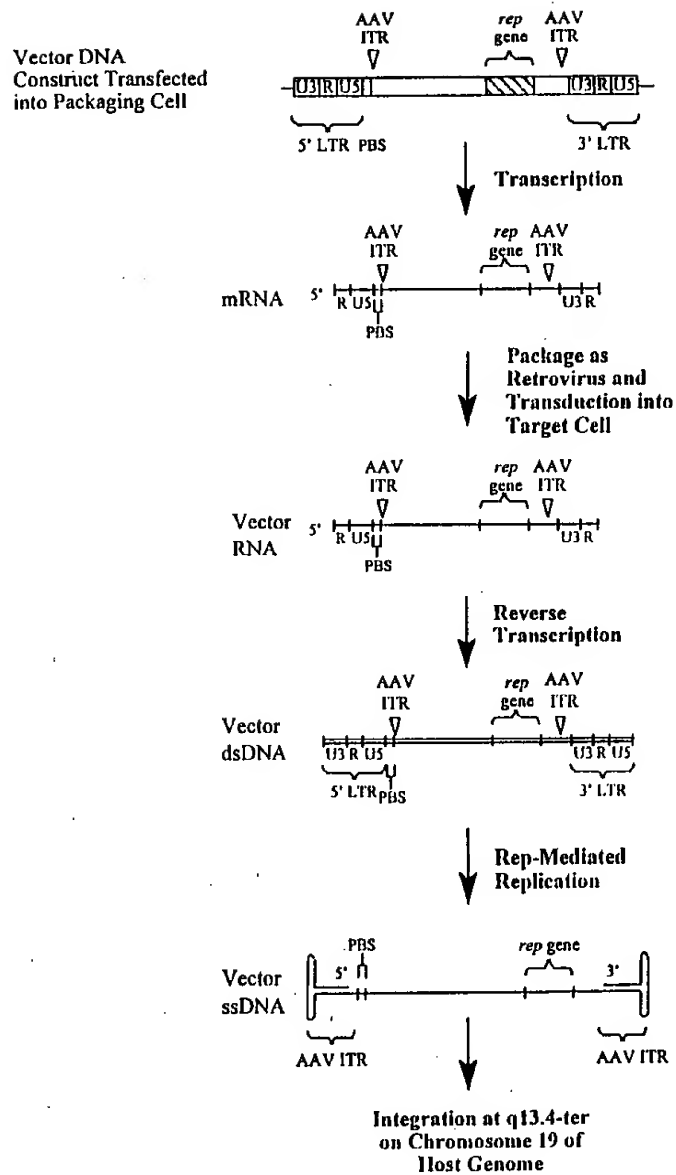 AAV ITR
rep gene
AAV ITR
Vector DNA
Construct Transfected
into Packaging Cell
U3 R U5
U3 R U5
5' LTR PBS
3' LTR
Transcription
AAV ITR
rep gene
AAV ITR
mRNA
5'
R U5
U3 R
PBS
Package as
Retrovirus and
Transduction into
Target Cell
AAV ITR
rep gene
AAV ITR
Vector
RNA
5'
R U5
U3 R
PBS
Reverse
Transcription
AAV ITR
rep gene
AAV ITR
Vector
dsDNA
U3 R U5
U3 R U5
5' LTR
PBS
3' LTR
Rep-Mediated
Replication
PBS
rep gene
Vector
ssDNA
5'
3'
AAV ITR
AAV ITR
Integration at q13.4-ter
on Chromosome 19 of
Host Genome